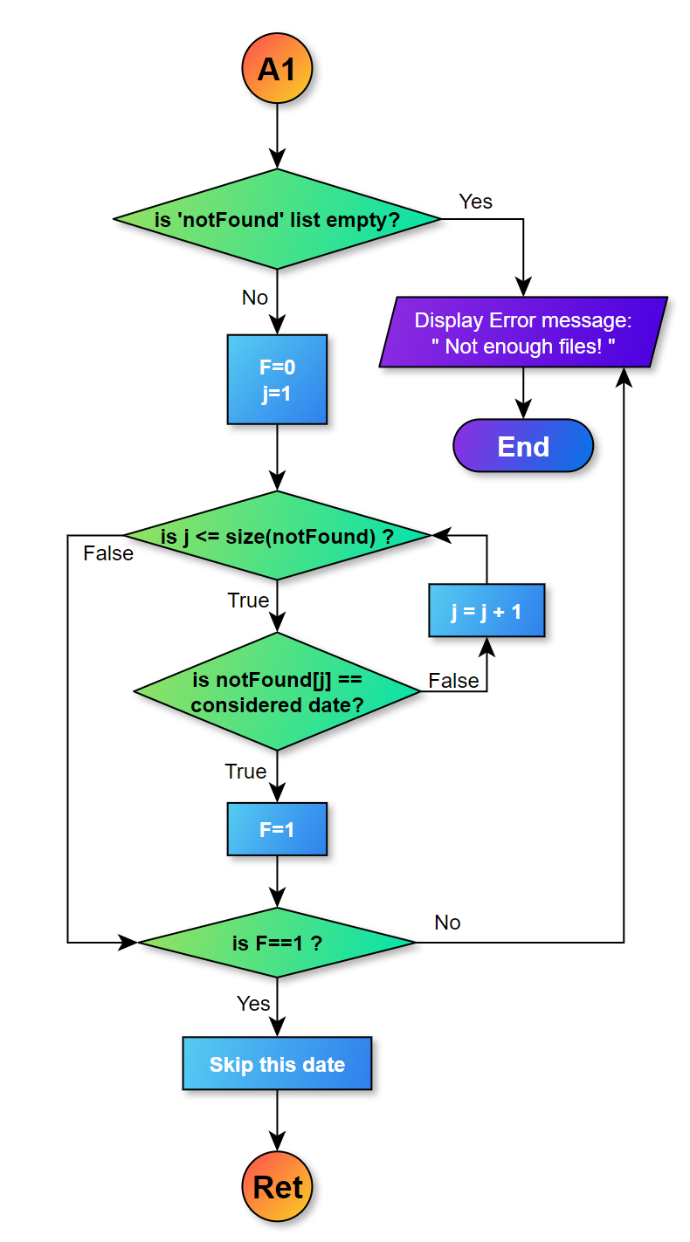 A1
is 'notFound' list empty?
Yes
No
Display Error message:
" Not enough files! "
F=0
j=1
End
is j <= size(notFound) ?
False
True
j = j + 1
is notFound[j] ==
considered date?
False
True
F=1
is F==1 ?
No
Yes
Skip this date
Ret